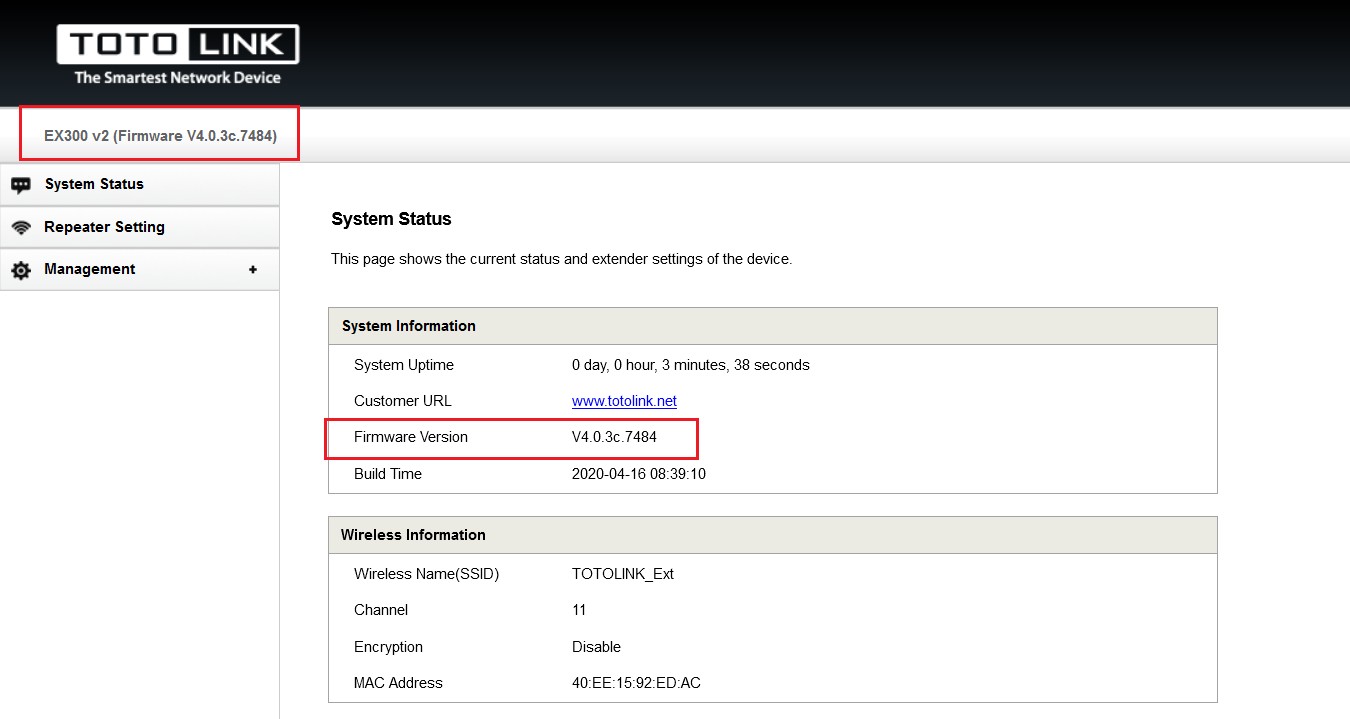 TOTO LINK
The Smartest Network Device
EX300 v2 (Firmware V4.0.3c.7484)
System Status
Repeater Setting
Management +
System Status
This page shows the current status and extender settings of the device.
System Information
System Uptime 0 day, 0 hour, 3 minutes, 38 seconds
Customer URL www.totolink.net
Firmware Version V4.0.3c.7484
Build Time 2020-04-16 08:39:10
Wireless Information
Wireless Name(SSID) TOTOLINK_Ext
Channel 11
Encryption Disable
MAC Address 40:EE:15:92:ED:AC